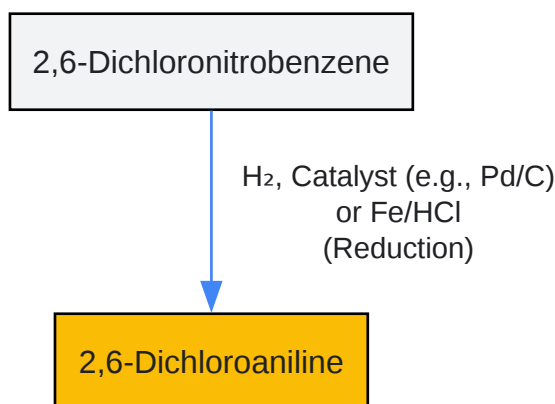 2,6-Dichloronitrobenzene
H₂, Catalyst (e.g., Pd/C)
or Fe/HCl
(Reduction)
2,6-Dichloroaniline